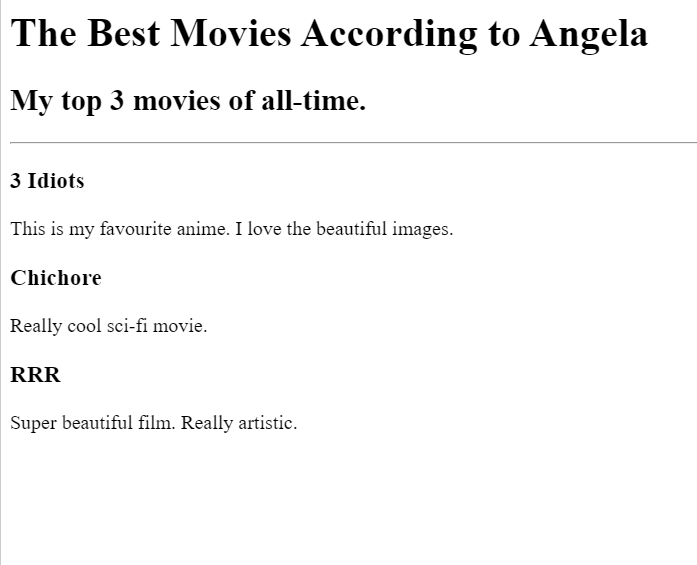 The Best Movies According to Angela
My top 3 movies of all-time.
3 Idiots
This is my favourite anime. I love the beautiful images.
Chichore
Really cool sci-fi movie.
RRR
Super beautiful film. Really artistic.